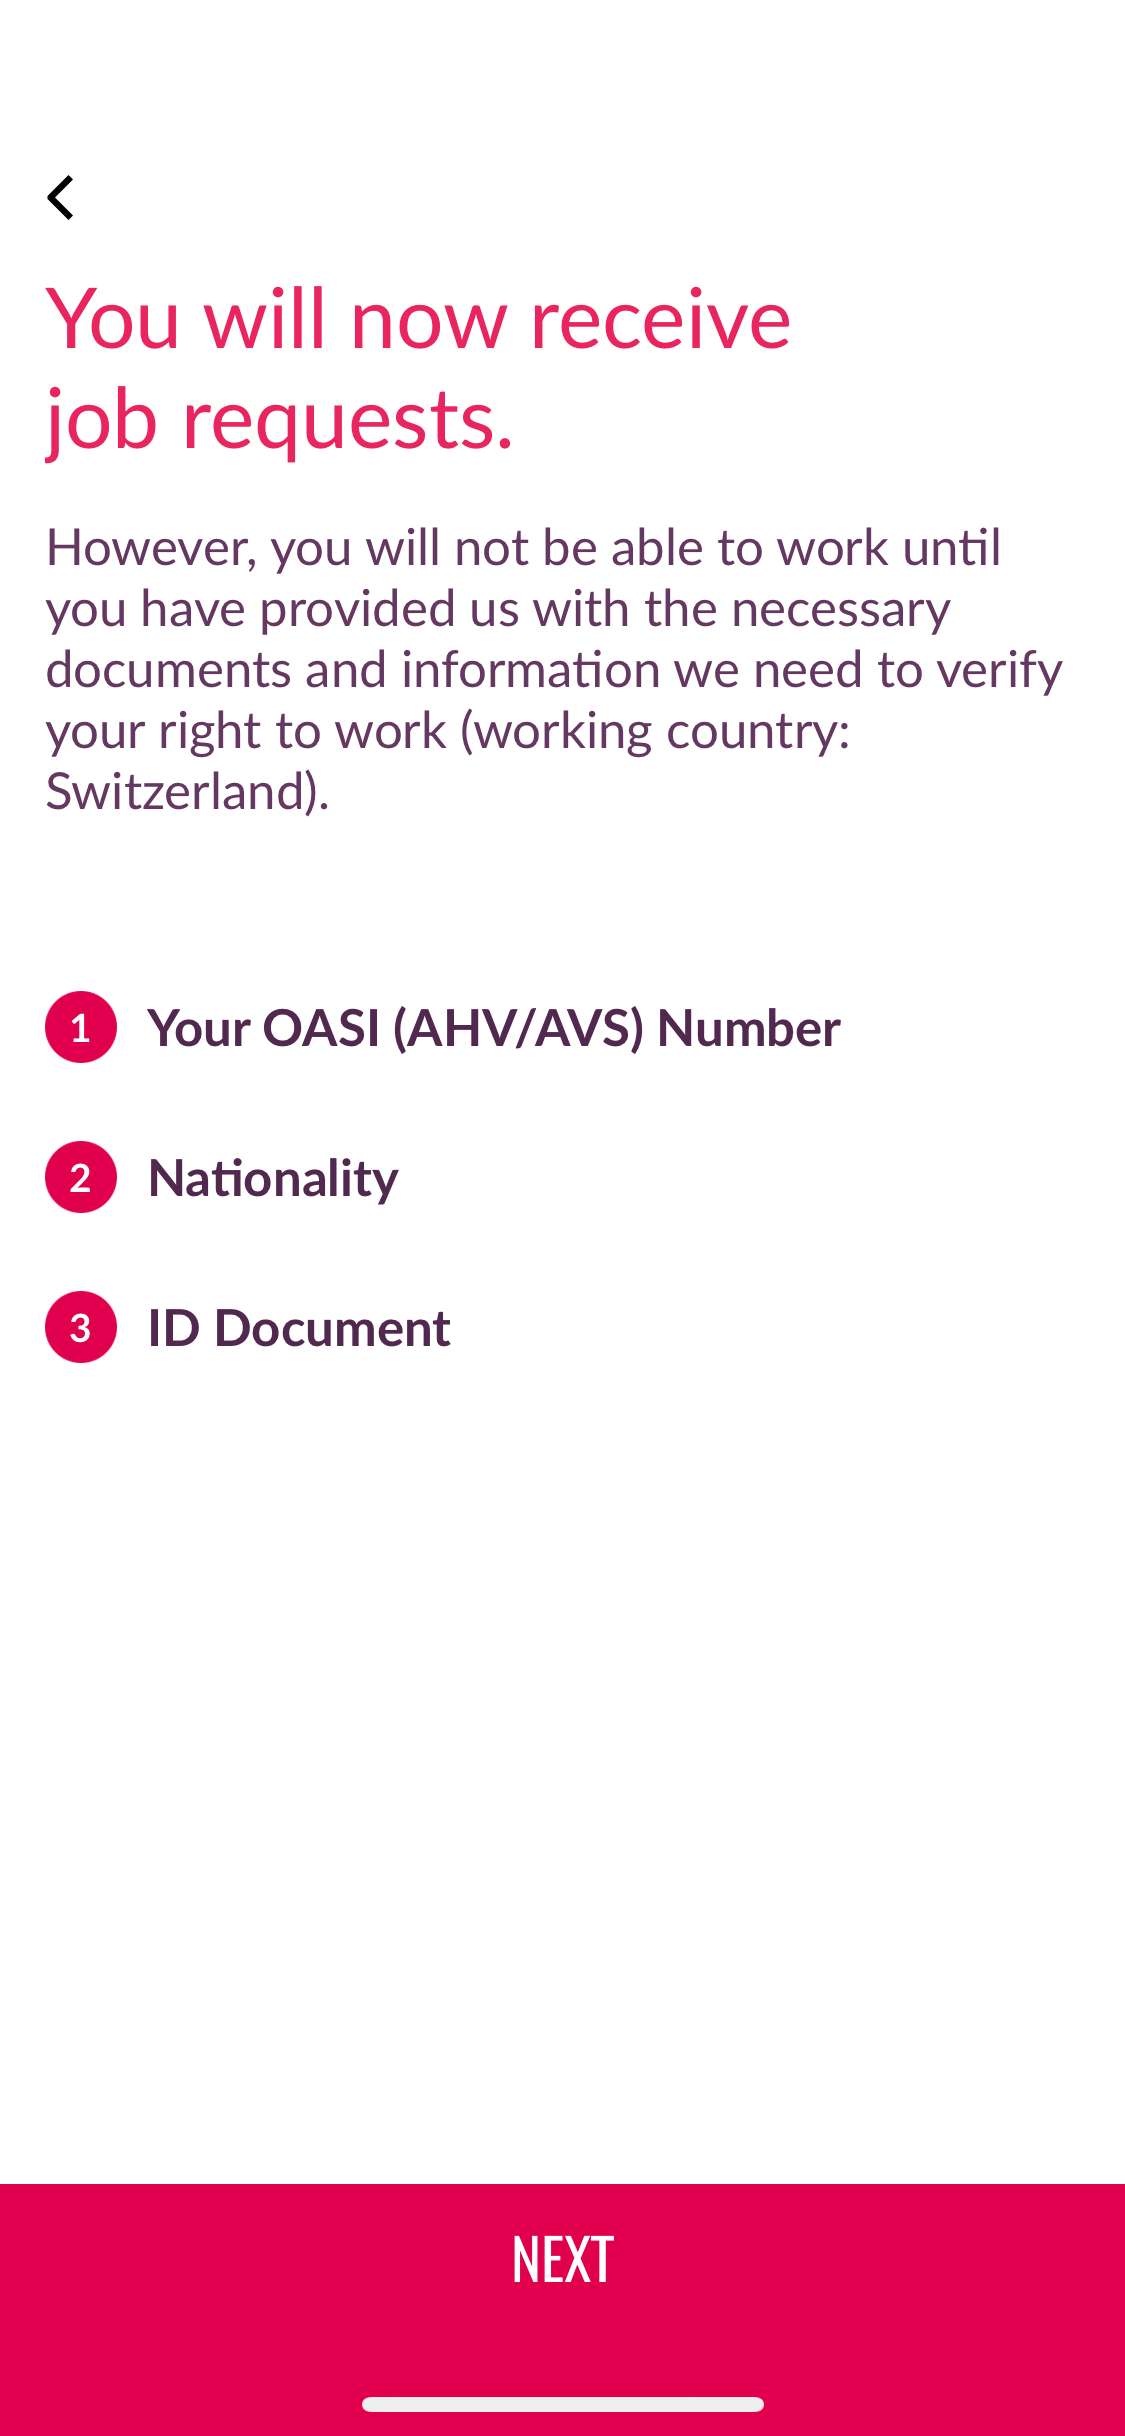 You will now receive
job requests.
However, you will not be able to work until
you have provided us with the necessary
documents and information we need to verify
your right to work (working country:
Switzerland).
1 Your OASI (AHV/AVS) Number
2 Nationality
3 ID Document
NEXT